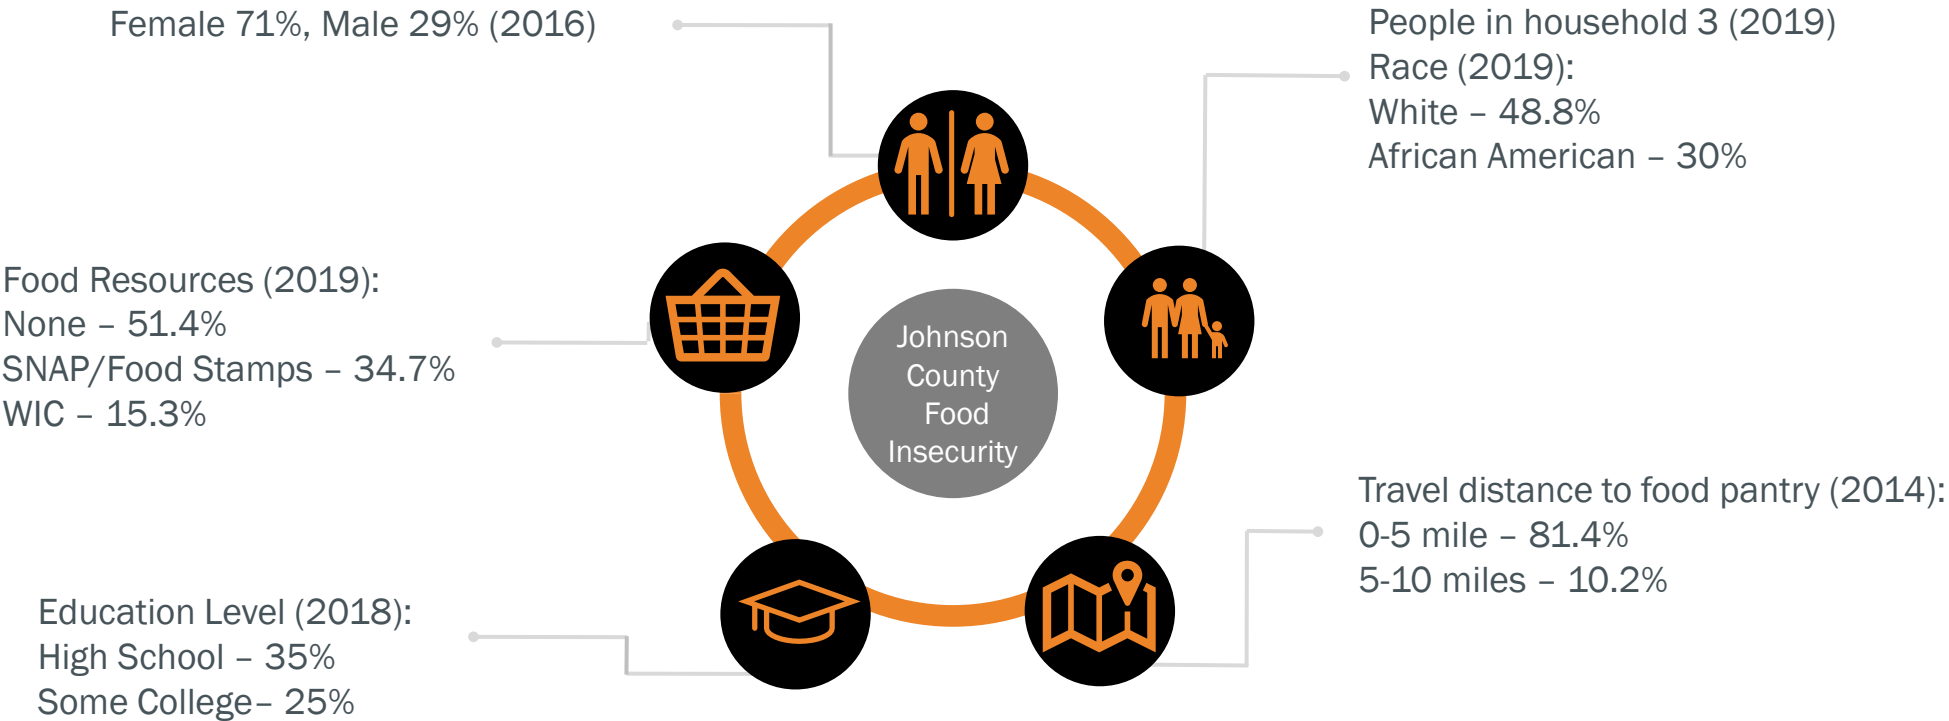 Female 71%, Male 29% (2016)
People in household 3 (2019)
Race (2019):
White – 48.8%
African American – 30%
Food Resources (2019):
None – 51.4%
SNAP/Food Stamps – 34.7%
WIC – 15.3%
Johnson
County
Food
Insecurity
Travel distance to food pantry (2014):
0-5 mile – 81.4%
5-10 miles – 10.2%
Education Level (2018):
High School – 35%
Some College– 25%